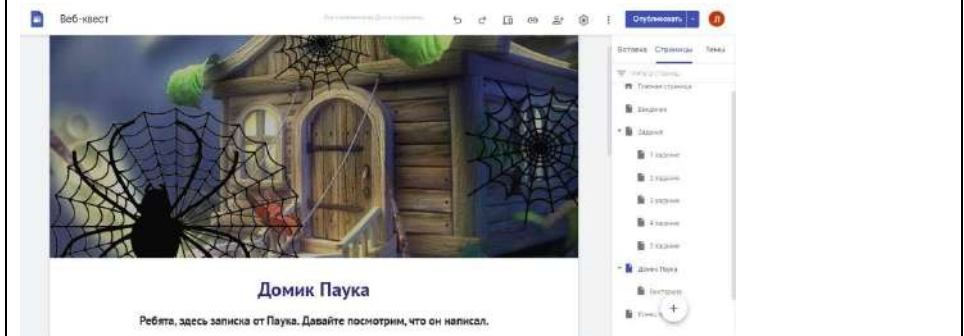 Веб-квест
Опубликовать
Л
Вставка Страницы Темы
Главная страница
Введение
Задания
1 задание
2 задание
3 задание
4 задание
5 задание
Домик Паука
Домик Паука
Ребята, здесь записка от Паука. Давайте посмотрим, что он написал.